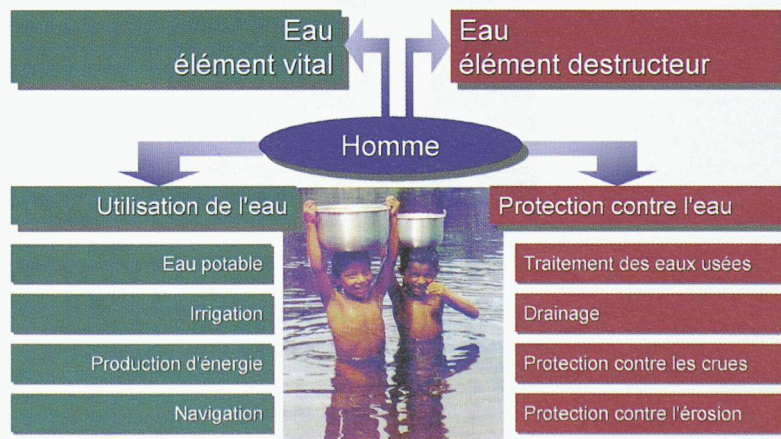 Eau
élément vital
Eau
élément destructeur
Homme
Utilisation de l'eau
Protection contre l'eau
Eau potable
Irrigation
Production d'énergie
Navigation
Traitement des eaux usées
Drainage
Protection contre les crues
Protection contre l'érosion